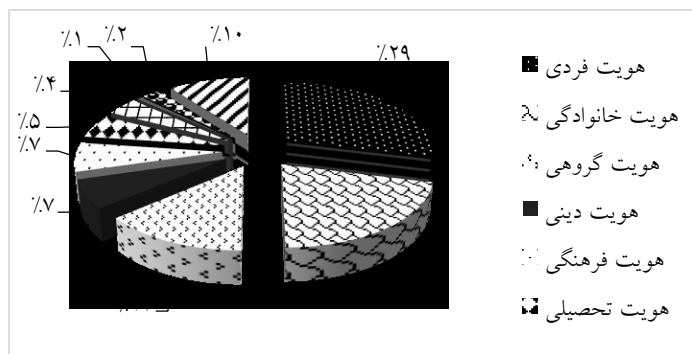 ٪۱۰
٪۲
٪۱
٪۲۹
٪۴
٪۵
٪۷
٪۷
هویت فردی
هویت خانوادگی
هویت گروهی
هویت دینی
هویت فرهنگی
هویت تحصیلی